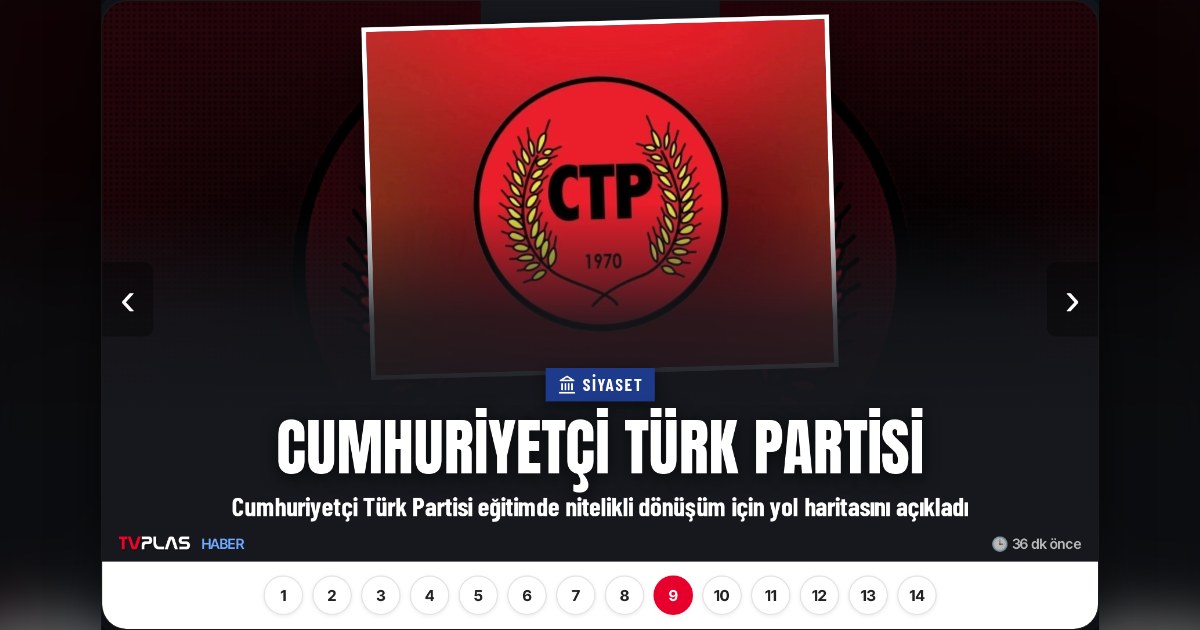 CTP
1970
‹
›
SİYASET
CUMHURİYETÇİ TÜRK PARTİSİ
Cumhuriyetçi Türk Partisi eğitimde nitelikli dönüşüm için yol haritasını açıkladı
TVPLAS HABER
36 dk önce
1 2 3 4 5 6 7 8 9 10 11 12 13 14